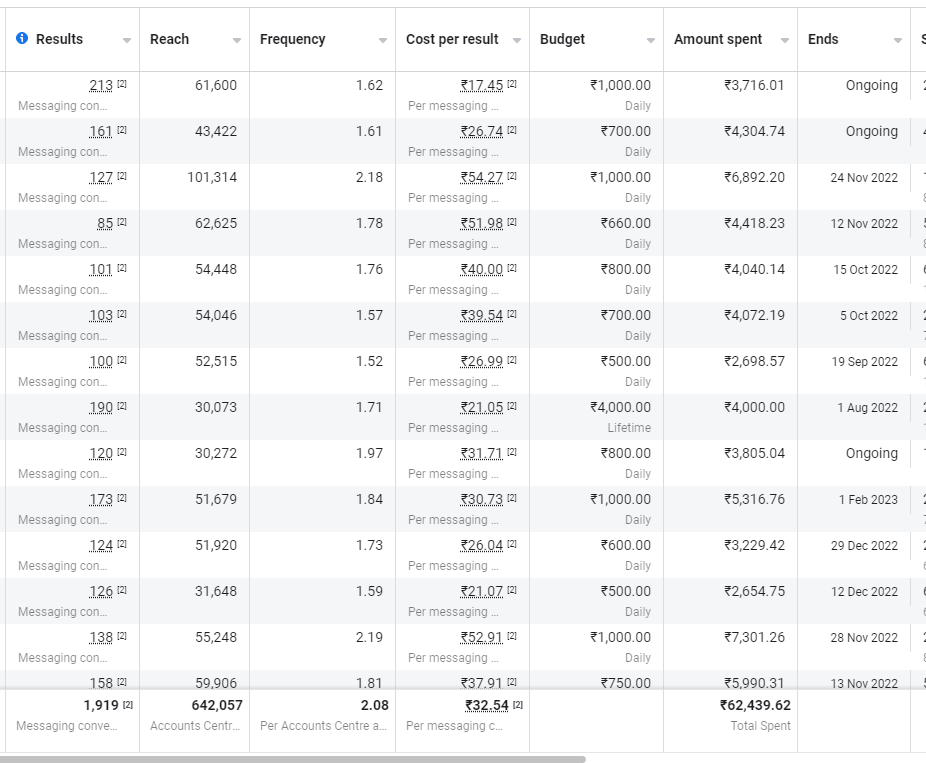 Results Reach Frequency Cost per result Budget Amount spent Ends
213 [2] 61,600 1.62 ₹17.45 [2] ₹1,000.00 ₹3,716.01 Ongoing
Messaging con... Per messaging ... Daily
161 [2] 43,422 1.61 ₹26.74 [2] ₹700.00 ₹4,304.74 Ongoing
Messaging con... Per messaging ... Daily
127 [2] 101,314 2.18 ₹54.27 [2] ₹1,000.00 ₹6,892.20 24 Nov 2022
Messaging con... Per messaging ... Daily
85 [2] 62,625 1.78 ₹51.98 [2] ₹660.00 ₹4,418.23 12 Nov 2022
Messaging con... Per messaging ... Daily
101 [2] 54,448 1.76 ₹40.00 [2] ₹800.00 ₹4,040.14 15 Oct 2022
Messaging con... Per messaging ... Daily
103 [2] 54,046 1.57 ₹39.54 [2] ₹700.00 ₹4,072.19 5 Oct 2022
Messaging con... Per messaging ... Daily
100 [2] 52,515 1.52 ₹26.99 [2] ₹500.00 ₹2,698.57 19 Sep 2022
Messaging con... Per messaging ... Daily
190 [2] 30,073 1.71 ₹21.05 [2] ₹4,000.00 ₹4,000.00 1 Aug 2022
Messaging con... Per messaging ... Lifetime
120 [2] 30,272 1.97 ₹31.71 [2] ₹800.00 ₹3,805.04 Ongoing
Messaging con... Per messaging ... Daily
173 [2] 51,679 1.84 ₹30.73 [2] ₹1,000.00 ₹5,316.76 1 Feb 2023
Messaging con... Per messaging ... Daily
124 [2] 51,920 1.73 ₹26.04 [2] ₹600.00 ₹3,229.42 29 Dec 2022
Messaging con... Per messaging ... Daily
126 [2] 31,648 1.59 ₹21.07 [2] ₹500.00 ₹2,654.75 12 Dec 2022
Messaging con... Per messaging ... Daily
138 [2] 55,248 2.19 ₹52.91 [2] ₹1,000.00 ₹7,301.26 28 Nov 2022
Messaging con... Per messaging ... Daily
158 [2] 59,906 1.81 ₹37.91 [2] ₹750.00 ₹5,990.31 13 Nov 2022
1,919 [2] 642,057 2.08 ₹32.54 [2] ₹62,439.62
Messaging conve... Accounts Centr... Per Accounts Centre a... Per messaging c... Total Spent